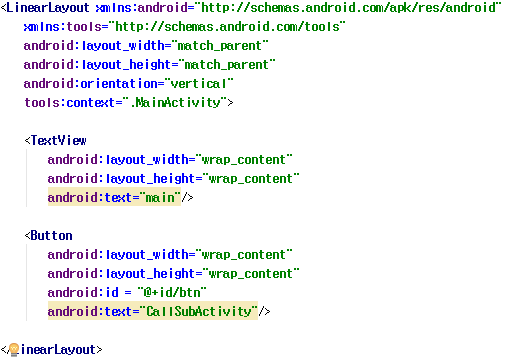 <LinearLayout xmlns:android="http://schemas.android.com/apk/res/android"
    xmlns:tools="http://schemas.android.com/tools"
    android:layout_width="match_parent"
    android:layout_height="match_parent"
    android:orientation="vertical"
    tools:context=".MainActivity">

    <TextView
        android:layout_width="wrap_content"
        android:layout_height="wrap_content"
        android:text="main"/>

    <Button
        android:layout_width="wrap_content"
        android:layout_height="wrap_content"
        android:id = "@+id/btn"
        android:text="CallSubActivity"/>

</LinearLayout>